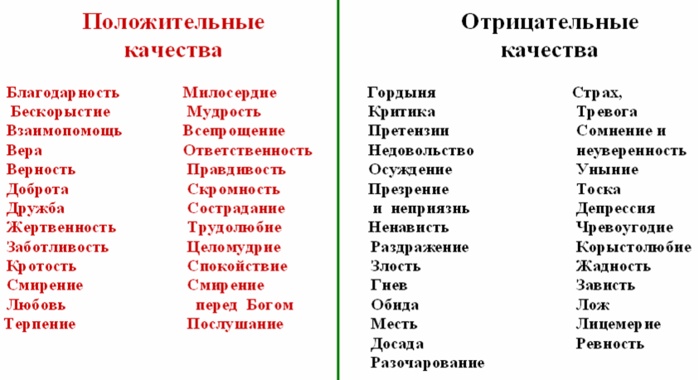 Положительные
качества
Благодарность
Бескорыстие
Взаимопомощь
Вера
Верность
Доброта
Дружба
Жертвенность
Заботливость
Кротость
Смирение
Любовь
Терпение
Милосердие
Мудрость
Всепрощение
Ответственность
Правдивость
Скромность
Сострадание
Трудолюбие
Целомудрие
Спокойствие
Смирение
перед Богом
Послушание
Отрицательные
качества
Гордыня
Критика
Претензии
Недовольство
Осуждение
Презрение
и неприязнь
Ненависть
Раздражение
Злость
Гнев
Обида
Месть
Досада
Разочарование
Страх,
Тревога
Сомнение и
неуверенность
Уныние
Тоска
Депрессия
Чревоугодие
Корыстолюбие
Жадность
Зависть
Лож
Лицемерие
Ревность